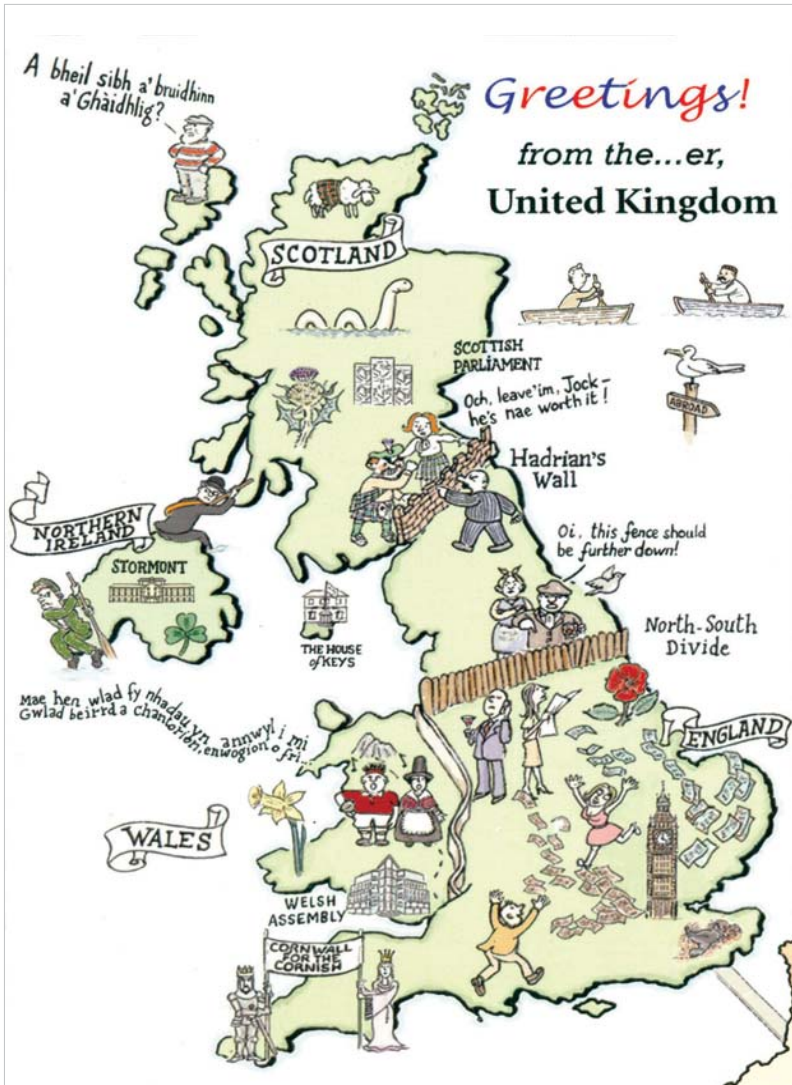 A bheil sibh a' bruidhinn
a' Ghàidhlig?
Greetings!
from the...er,
United Kingdom
SCOTLAND
SCOTTISH
PARLIAMENT
Och, leave 'im, Jock –
he's nae worth it!
ABROAD
Hadrian's
Wall
NORTHERN
IRELAND
STORMONT
Oi, this fence should
be further down!
THE HOUSE
of KEYS
North-South
Divide
Mae hen wlad fy nhadau yn annwyl i mi
Gwlad beirrd a chantorion, enwogion o fri...
ENGLAND
WALES
WELSH
ASSEMBLY
CORNWALL
FOR THE
CORNISH